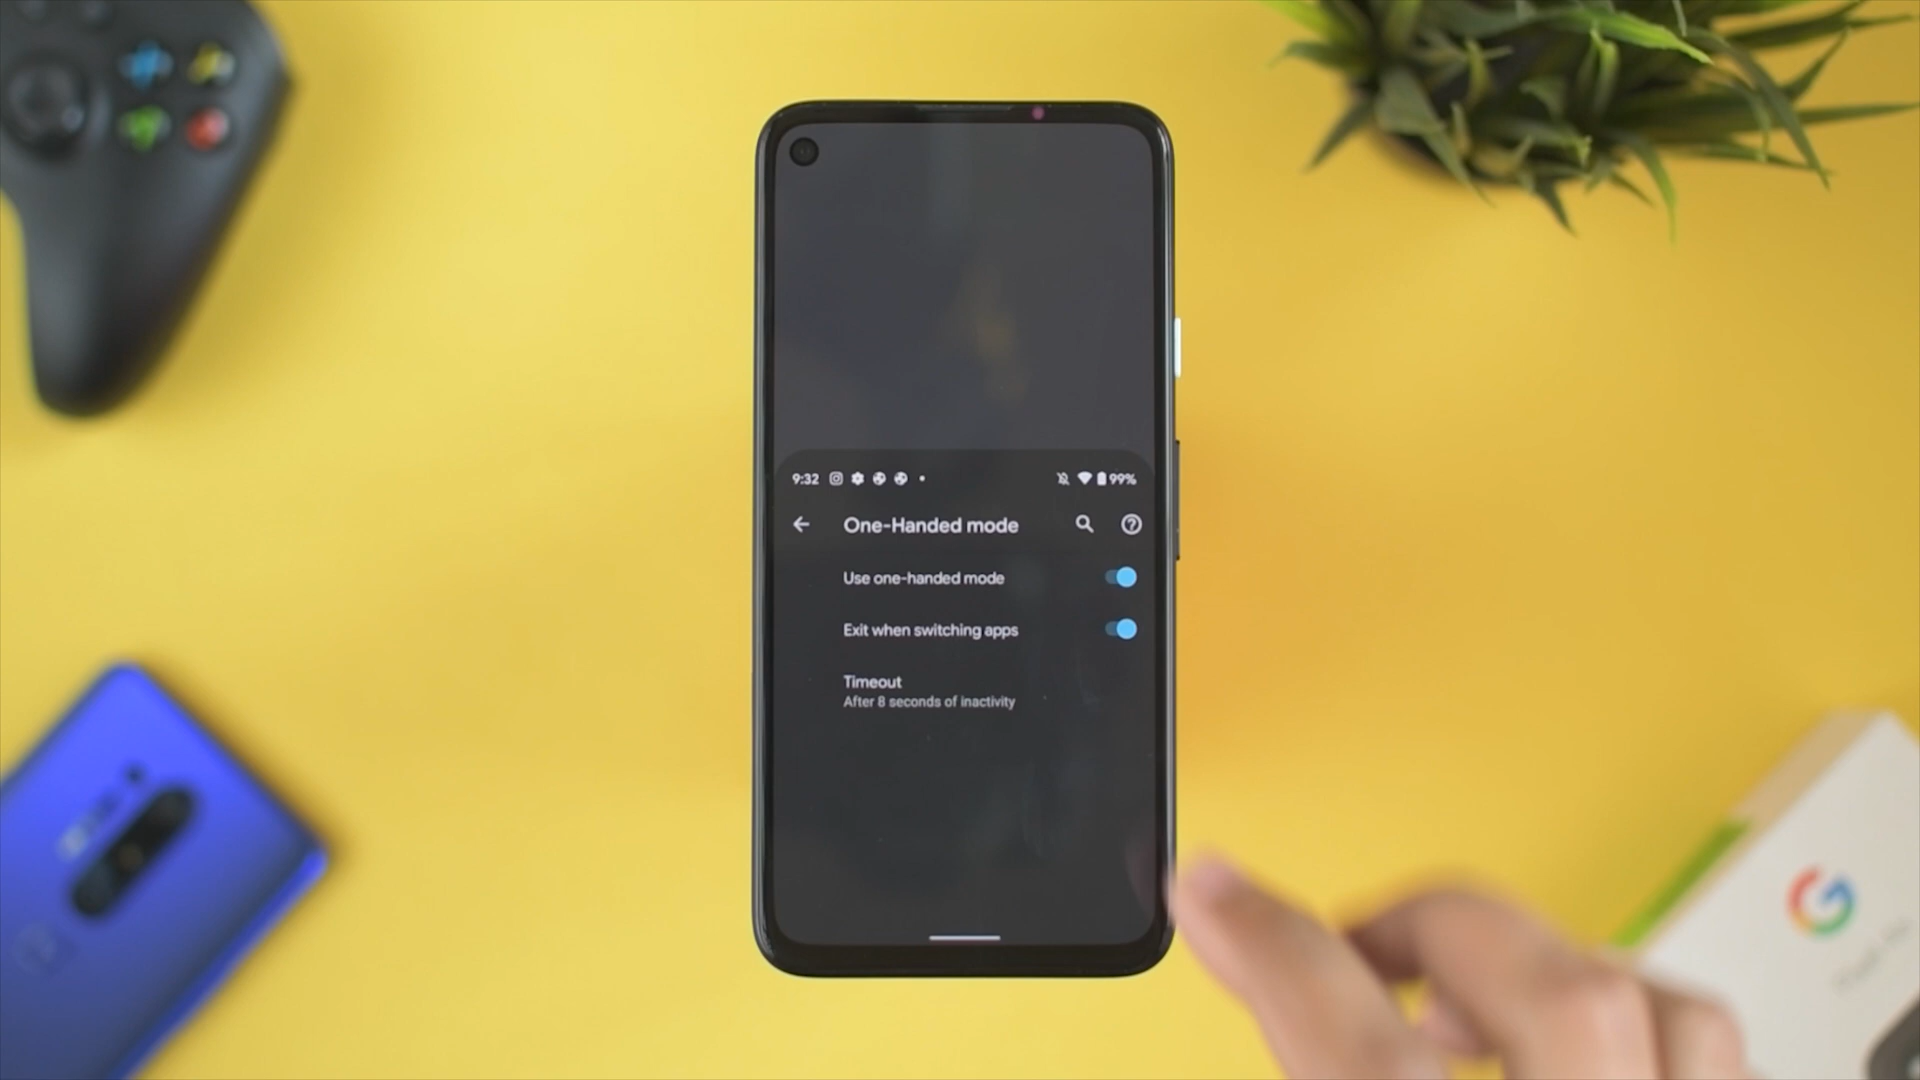 9:32 99%
One-Handed mode
Use one-handed mode
Exit when switching apps
Timeout
After 8 seconds of inactivity
G